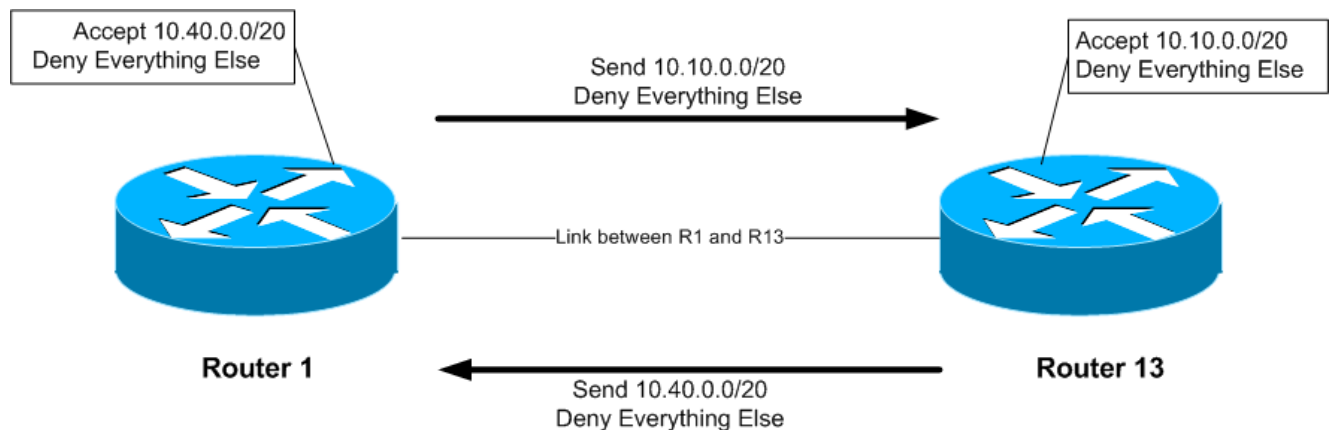 Accept 10.40.0.0/20
Deny Everything Else
Send 10.10.0.0/20
Deny Everything Else
Accept 10.10.0.0/20
Deny Everything Else
Link between R1 and R13
Router 1
Router 13
Send 10.40.0.0/20
Deny Everything Else